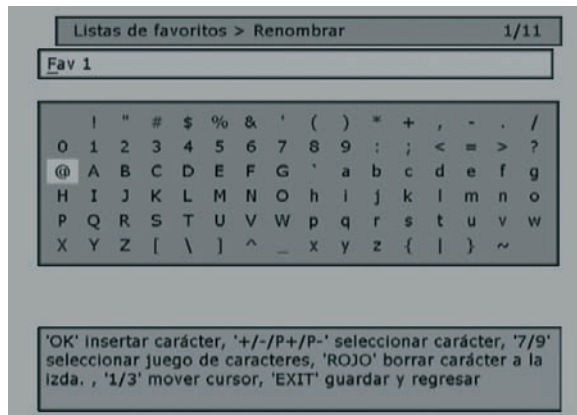 Listas de favoritos > Renombrar 1/11
Fav 1
! " # $ % & ' ( ) * + , - . /
0 1 2 3 4 5 6 7 8 9 : ; < = > ?
@ A B C D E F G ` a b c d e f g
H I J K L M N O h i j k l m n o
P Q R S T U V W p q r s t u v w
X Y Z [ \ ] ^ _ x y z { | } ~
'OK' insertar carácter, '+/-/P+/P-' seleccionar carácter, '7/9'
seleccionar juego de caracteres, 'ROJO' borrar carácter a la
izda. , '1/3' mover cursor, 'EXIT' guardar y regresar